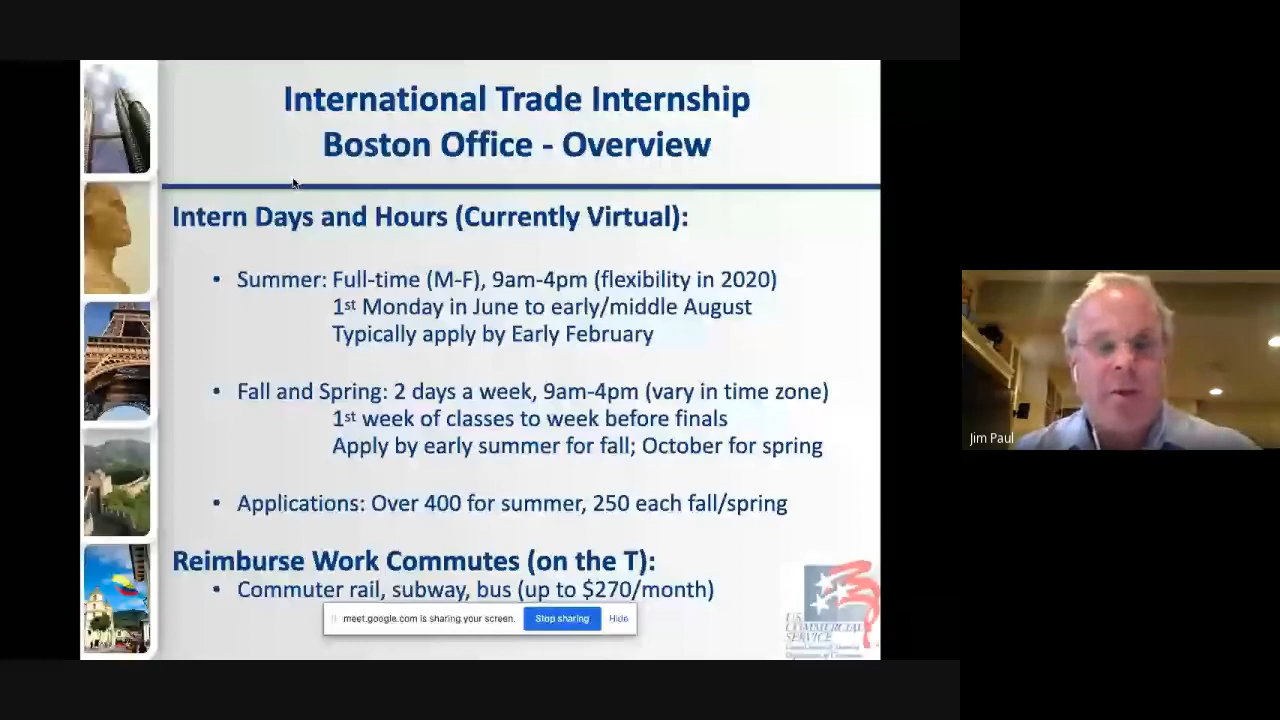 International Trade Internship
Boston Office - Overview
Intern Days and Hours (Currently Virtual):
• Summer: Full-time (M-F), 9am-4pm (flexibility in 2020)
1st Monday in June to early/middle August
Typically apply by Early February
• Fall and Spring: 2 days a week, 9am-4pm (vary in time zone)
1st week of classes to week before finals
Apply by early summer for fall; October for spring
• Applications: Over 400 for summer, 250 each fall/spring
Reimburse Work Commutes (on the T):
• Commuter rail, subway, bus (up to $270/month)
meet.google.com is sharing your screen. Stop sharing Hide
U.S.
COMMERCIAL
SERVICE
Jim Paul